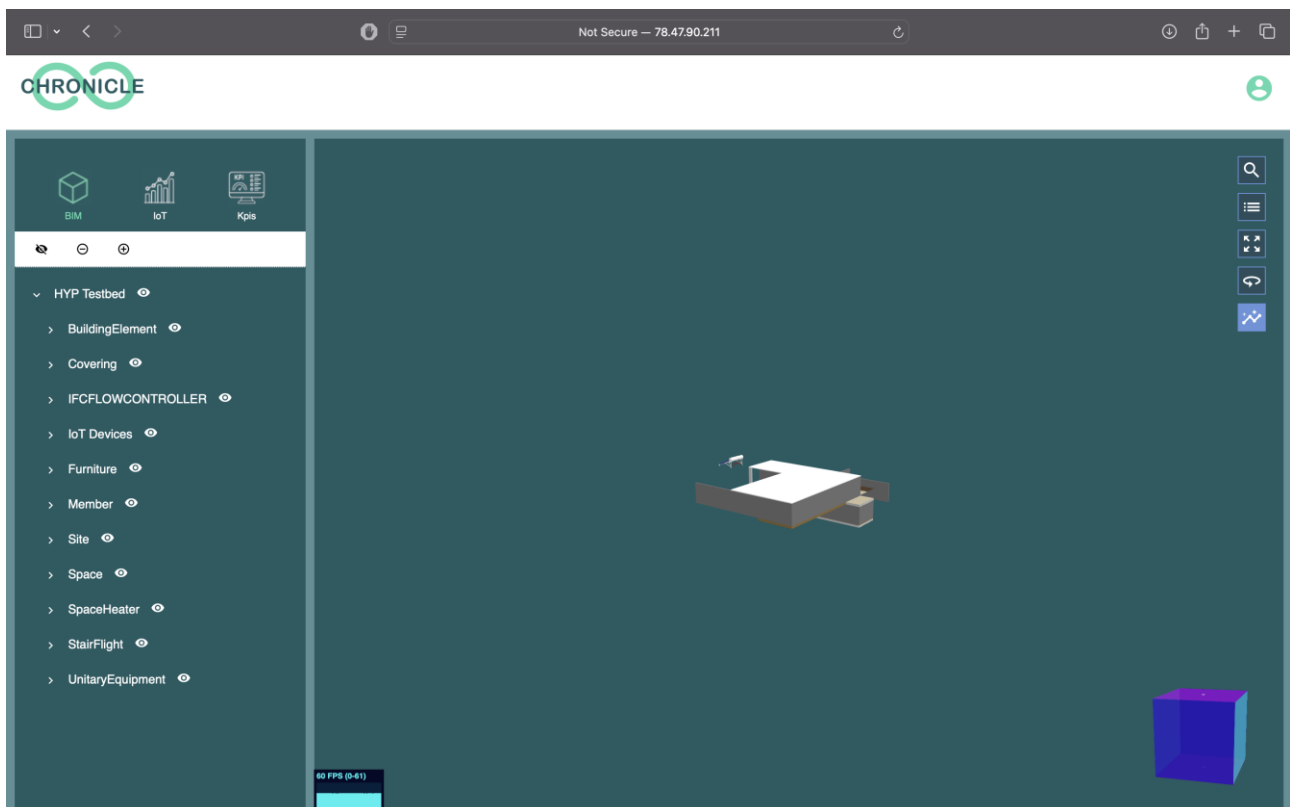 Not Secure — 78.47.90.211
CHRONICLE
BIM
IoT
KPI
Kpis
HYP Testbed
BuildingElement
Covering
IFCFLOWCONTROLLER
IoT Devices
Furniture
Member
Site
Space
SpaceHeater
StairFlight
UnitaryEquipment
60 FPS (0-61)